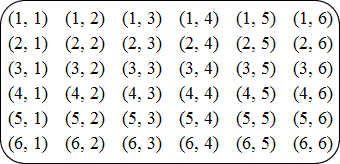 (1, 1) (1, 2) (1, 3) (1, 4) (1, 5) (1, 6)
(2, 1) (2, 2) (2, 3) (2, 4) (2, 5) (2, 6)
(3, 1) (3, 2) (3, 3) (3, 4) (3, 5) (3, 6)
(4, 1) (4, 2) (4, 3) (4, 4) (4, 5) (4, 6)
(5, 1) (5, 2) (5, 3) (5, 4) (5, 5) (5, 6)
(6, 1) (6, 2) (6, 3) (6, 4) (6, 5) (6, 6)